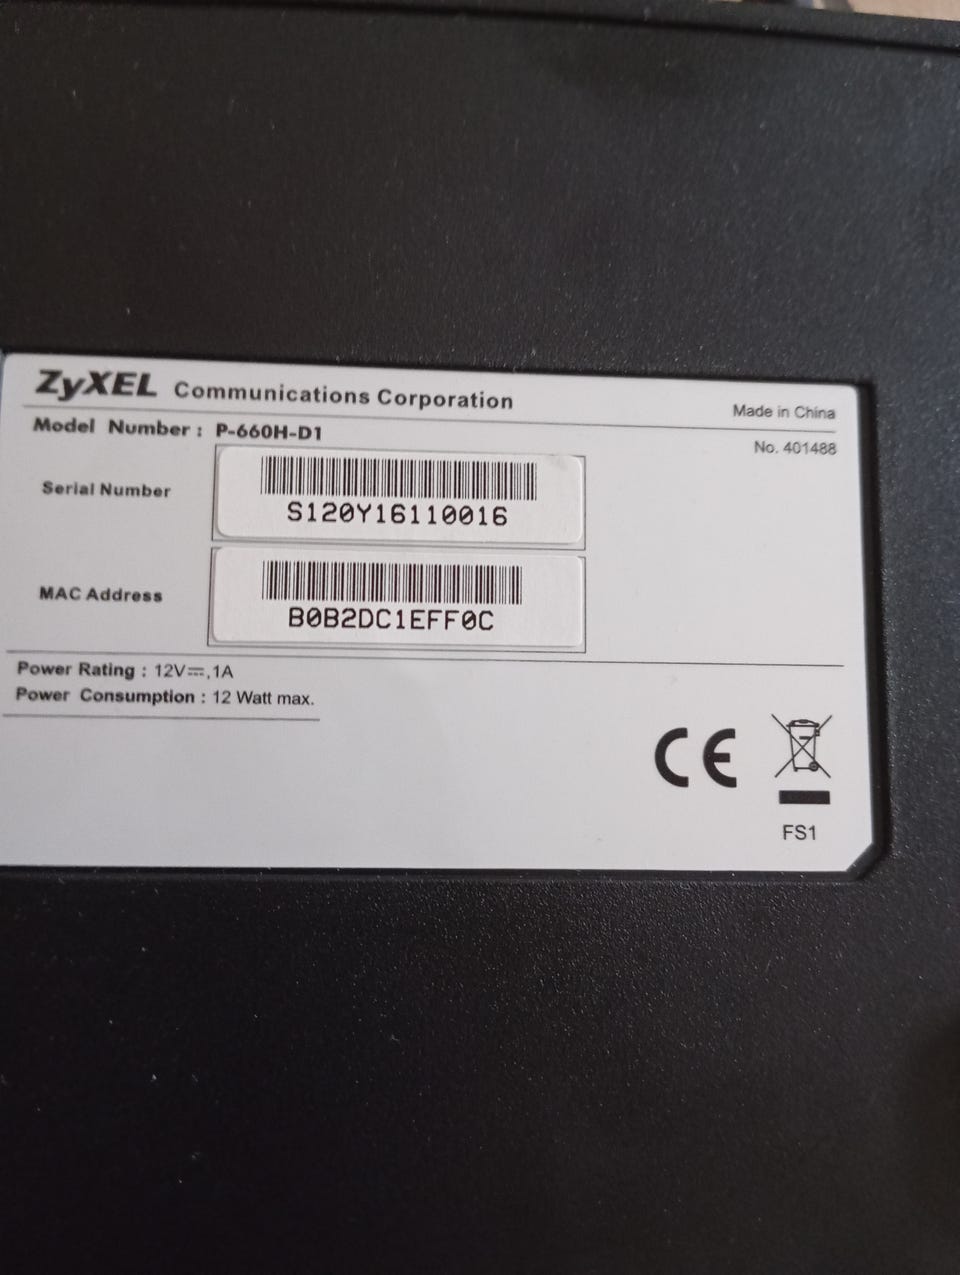 ZyXEL Communications Corporation
Made in China
Model Number : P-660H-D1
No. 401488
Serial Number
S120Y16110016
MAC Address
B0B2DC1EFF0C
Power Rating : 12V⎓,1A
Power Consumption : 12 Watt max.
CE
FS1